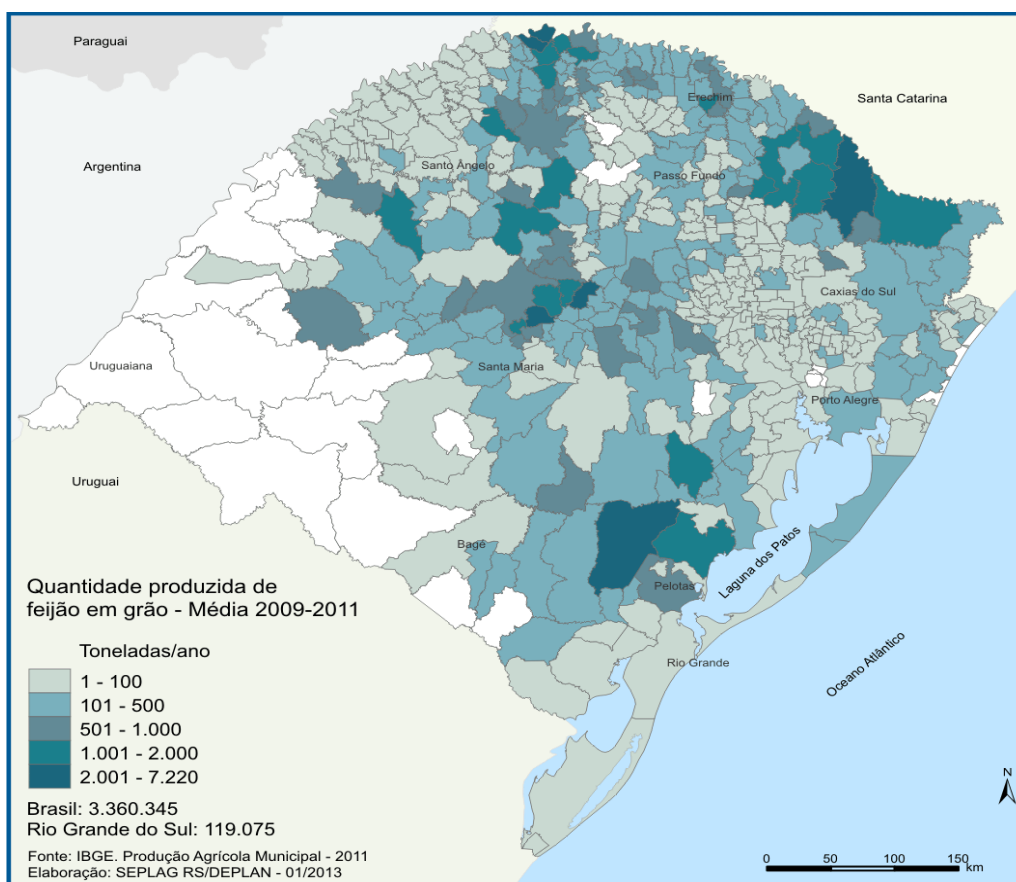 Paraguai
Santa Catarina
Erechim
Argentina
Santo Ângelo
Passo Fundo
Caxias do Sul
Uruguaiana
Santa Maria
Porto Alegre
Uruguai
Bagé
Laguna dos Patos
Pelotas
Rio Grande
Oceano Atlântico
Quantidade produzida de
feijão em grão - Média 2009-2011
Toneladas/ano
1 - 100
101 - 500
501 - 1.000
1.001 - 2.000
2.001 - 7.220
Brasil: 3.360.345
Rio Grande do Sul: 119.075
Fonte: IBGE. Produção Agrícola Municipal - 2011
Elaboração: SEPLAG RS/DEPLAN - 01/2013
N
0 50 100 150
km